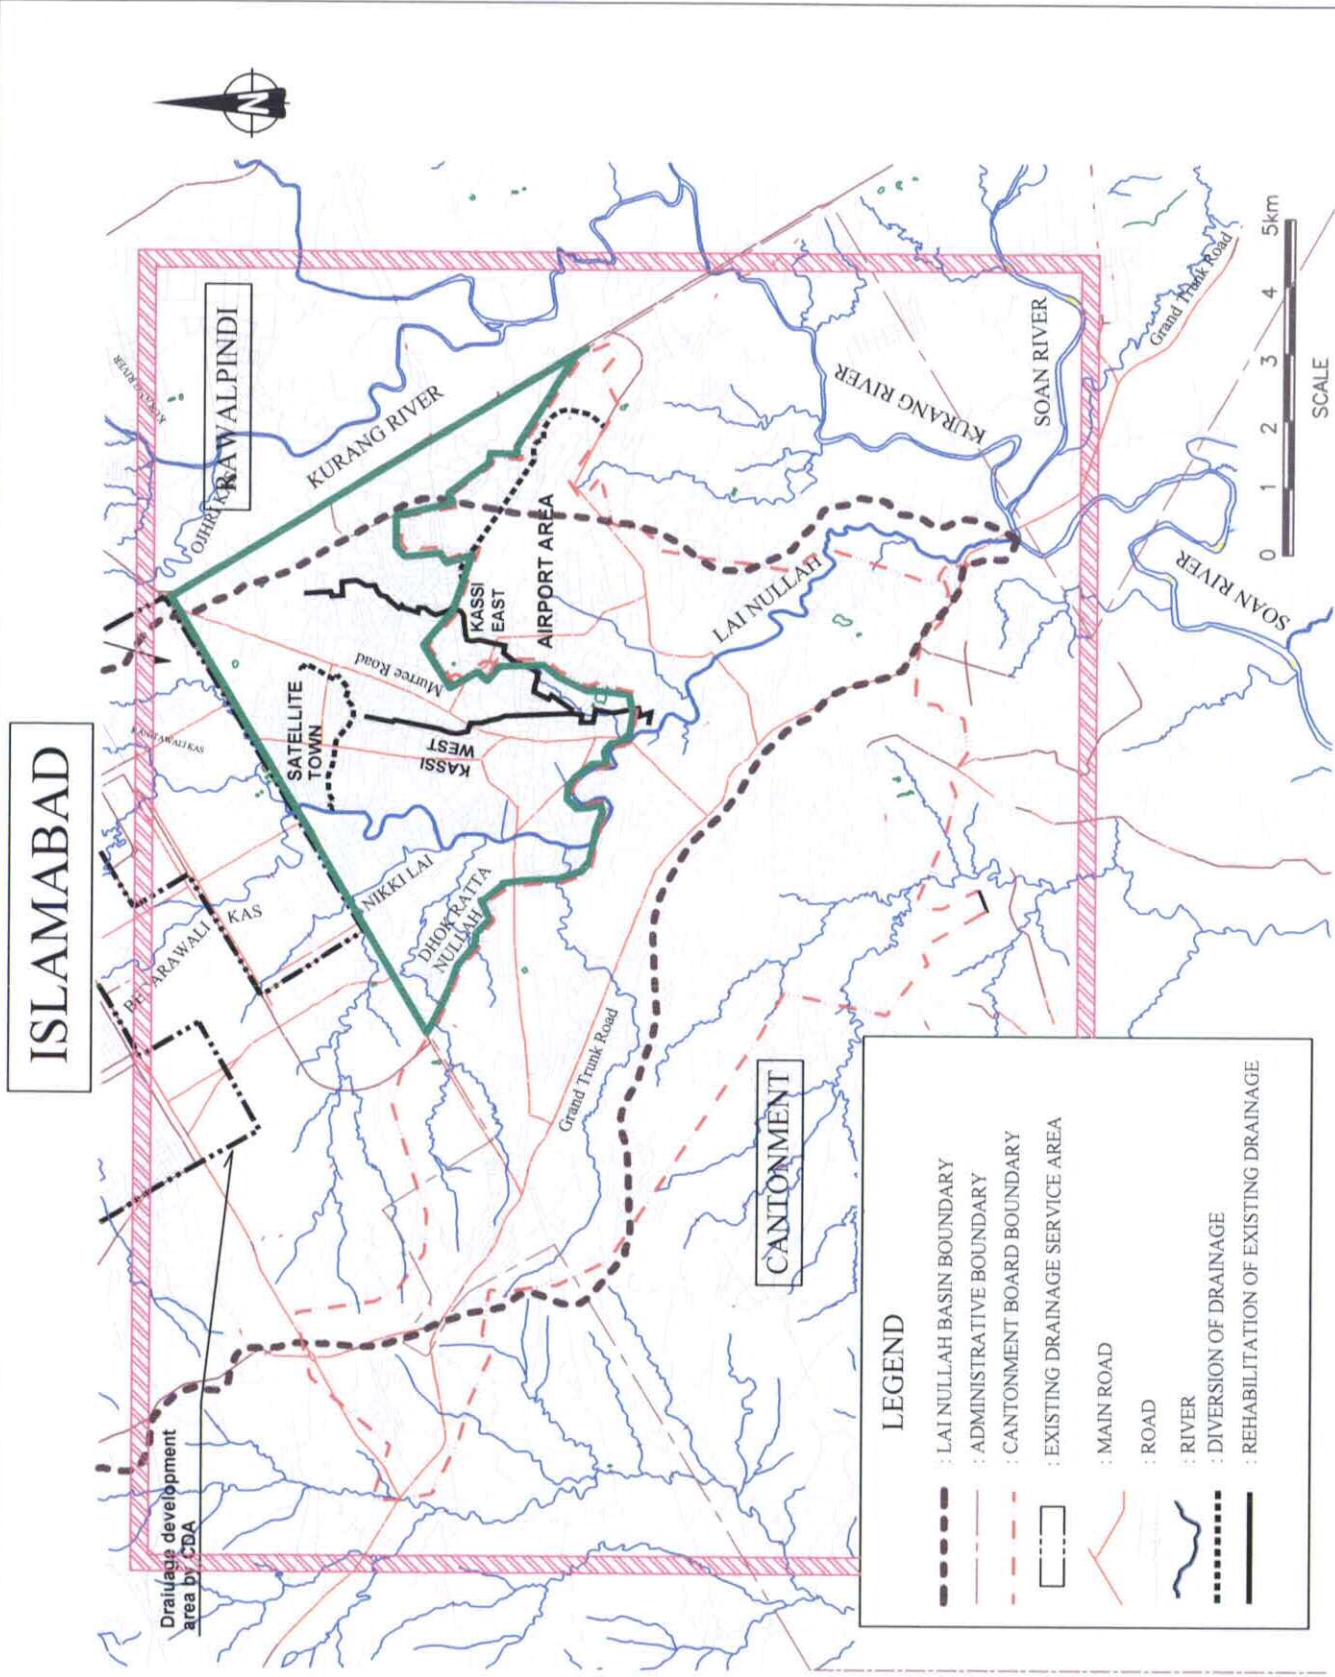 ISLAMABAD
N
RAWALPINDI
KURANG RIVER
OJHRI K
KURANG RIVER
KURANG RIVER
SOAN RIVER
SOAN RIVER
Grand Trunk Road
LAI NULLAH
AIRPORT AREA
KASSI
EAST
KASSI
WEST
Murree Road
SATELLITE
TOWN
NIKKI LAI
DHOK RATTA
NULLAH
KAS
Grand Trunk Road
CANTONMENT
Draiuage development
area by CDA
0 1 2 3 4 5km
SCALE
LEGEND
: LAI NULLAH BASIN BOUNDARY
: ADMINISTRATIVE BOUNDARY
: CANTONMENT BOARD BOUNDARY
: EXISTING DRAINAGE SERVICE AREA
: MAIN ROAD
: ROAD
: RIVER
: DIVERSION OF DRAINAGE
: REHABILITATION OF EXISTING DRAINAGE